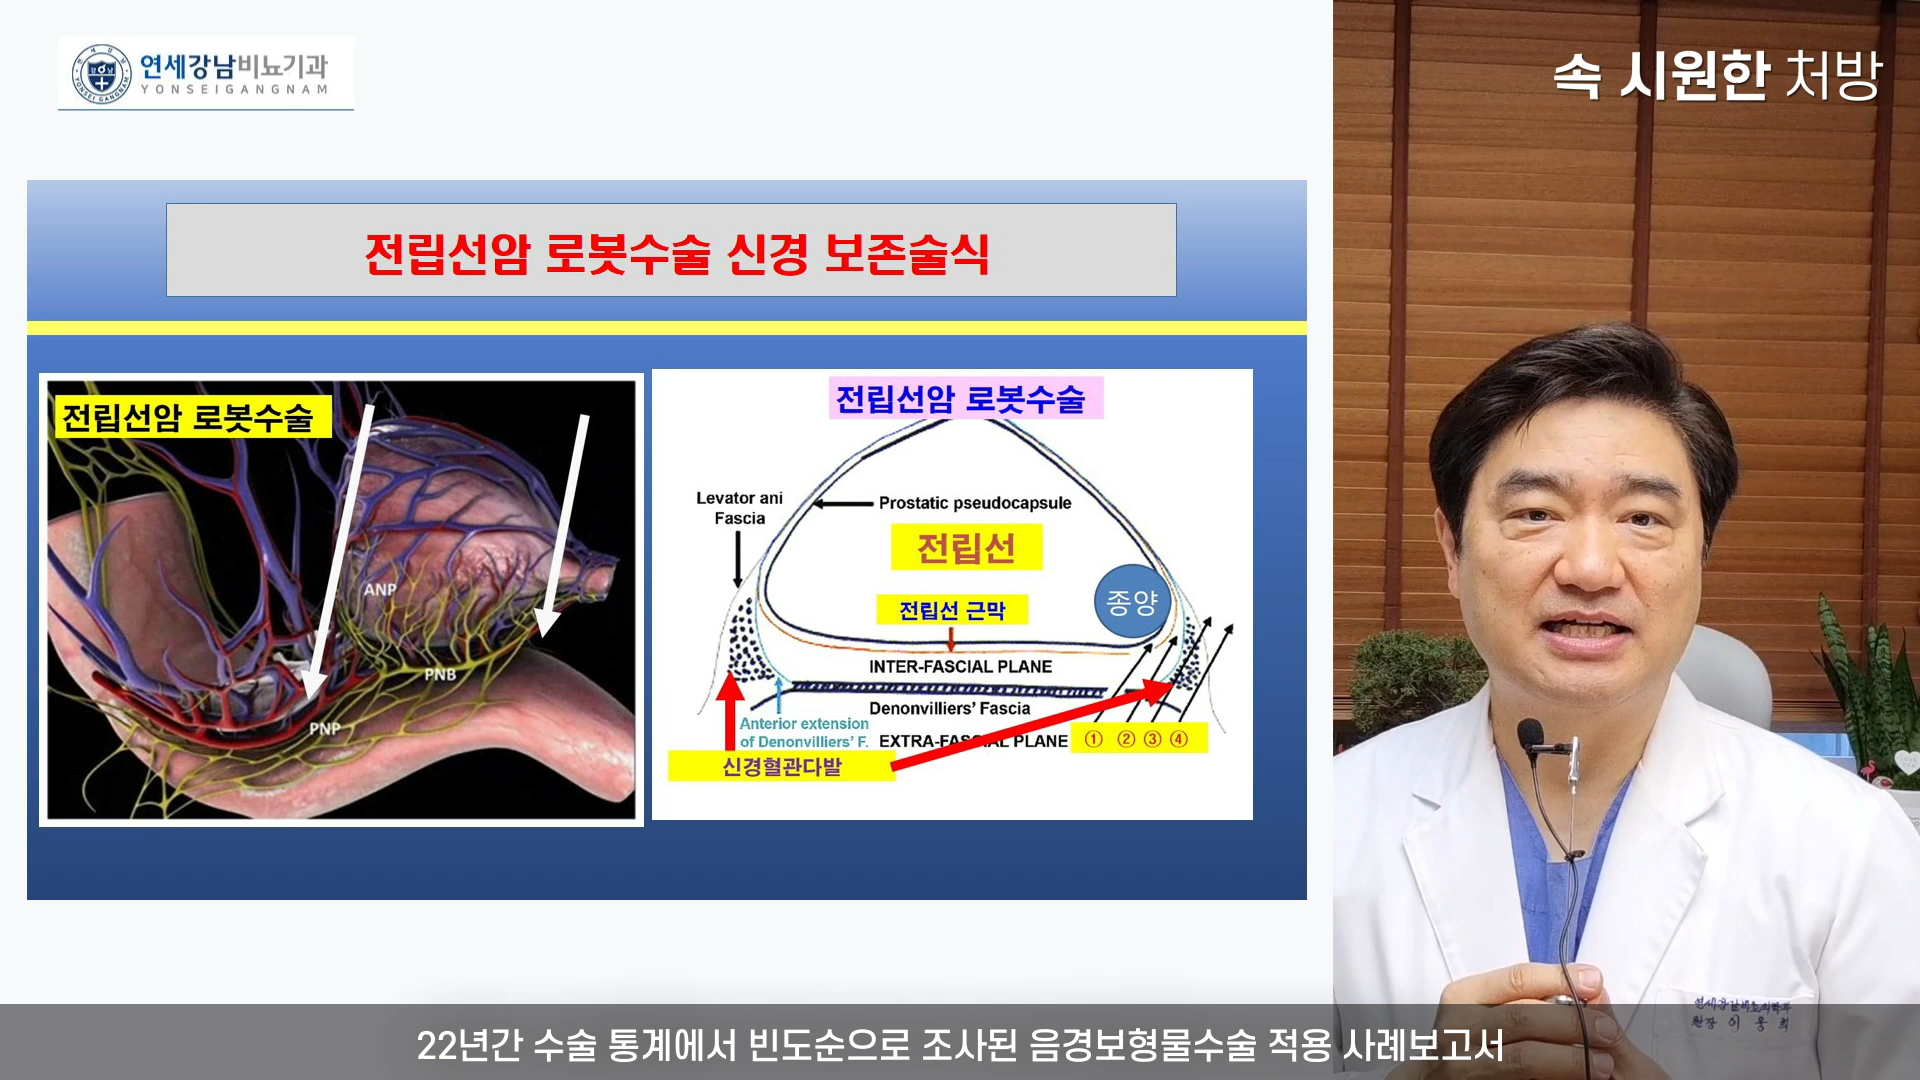 연세강남비뇨기과
YONSEIGANGNAM
속 시원한 처방
전립선암 로봇수술 신경 보존술식
전립선암 로봇수술
ANP
PNB
PNP
전립선암 로봇수술
Levator ani
Fascia
Prostatic pseudocapsule
전립선
종양
전립선 근막
INTER-FASCIAL PLANE
Denonvilliers' Fascia
Anterior extension
of Denonvilliers' F.
EXTRA-FASCIAL PLANE
① ② ③ ④
신경혈관다발
22년간 수술 통계에서 빈도순으로 조사된 음경보형물수술 적용 사례보고서